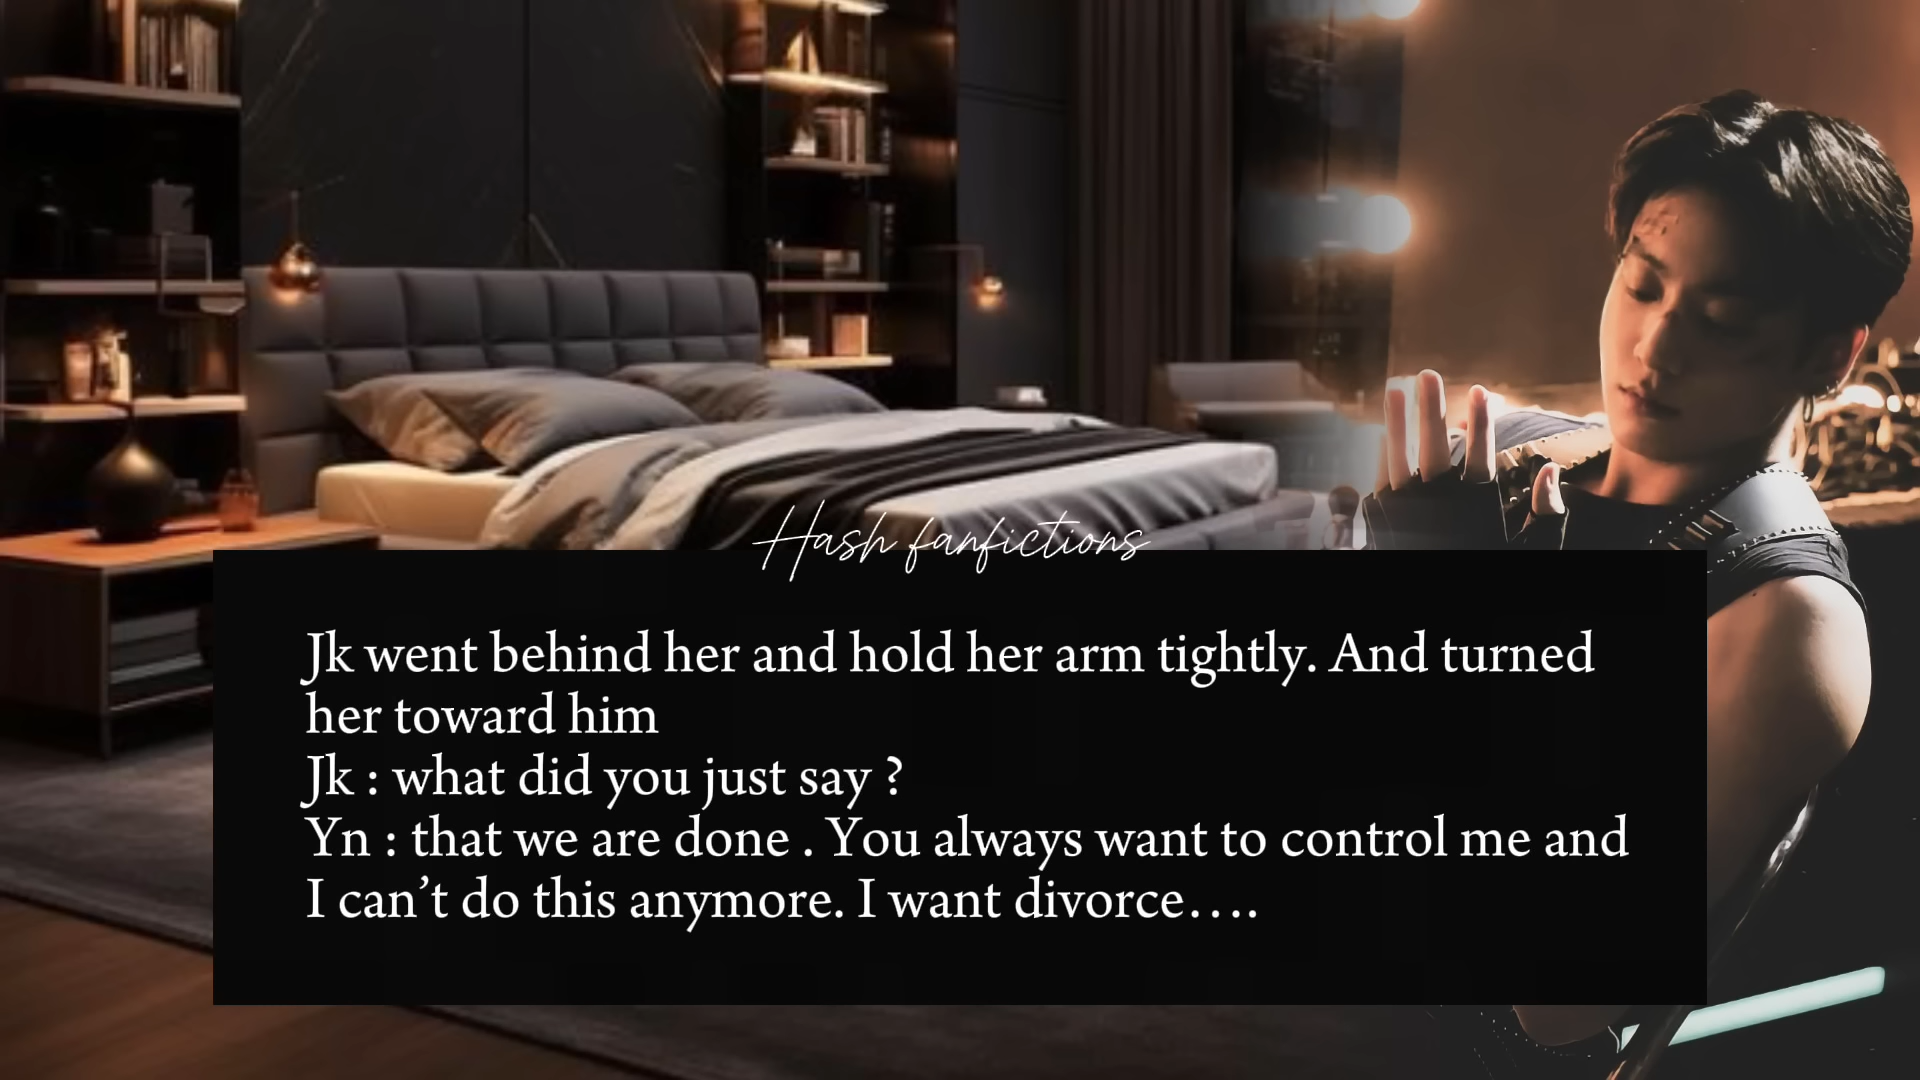 Hash fanfictions
Jk went behind her and hold her arm tightly. And turned
her toward him
Jk : what did you just say ?
Yn : that we are done . You always want to control me and
I can’t do this anymore. I want divorce….